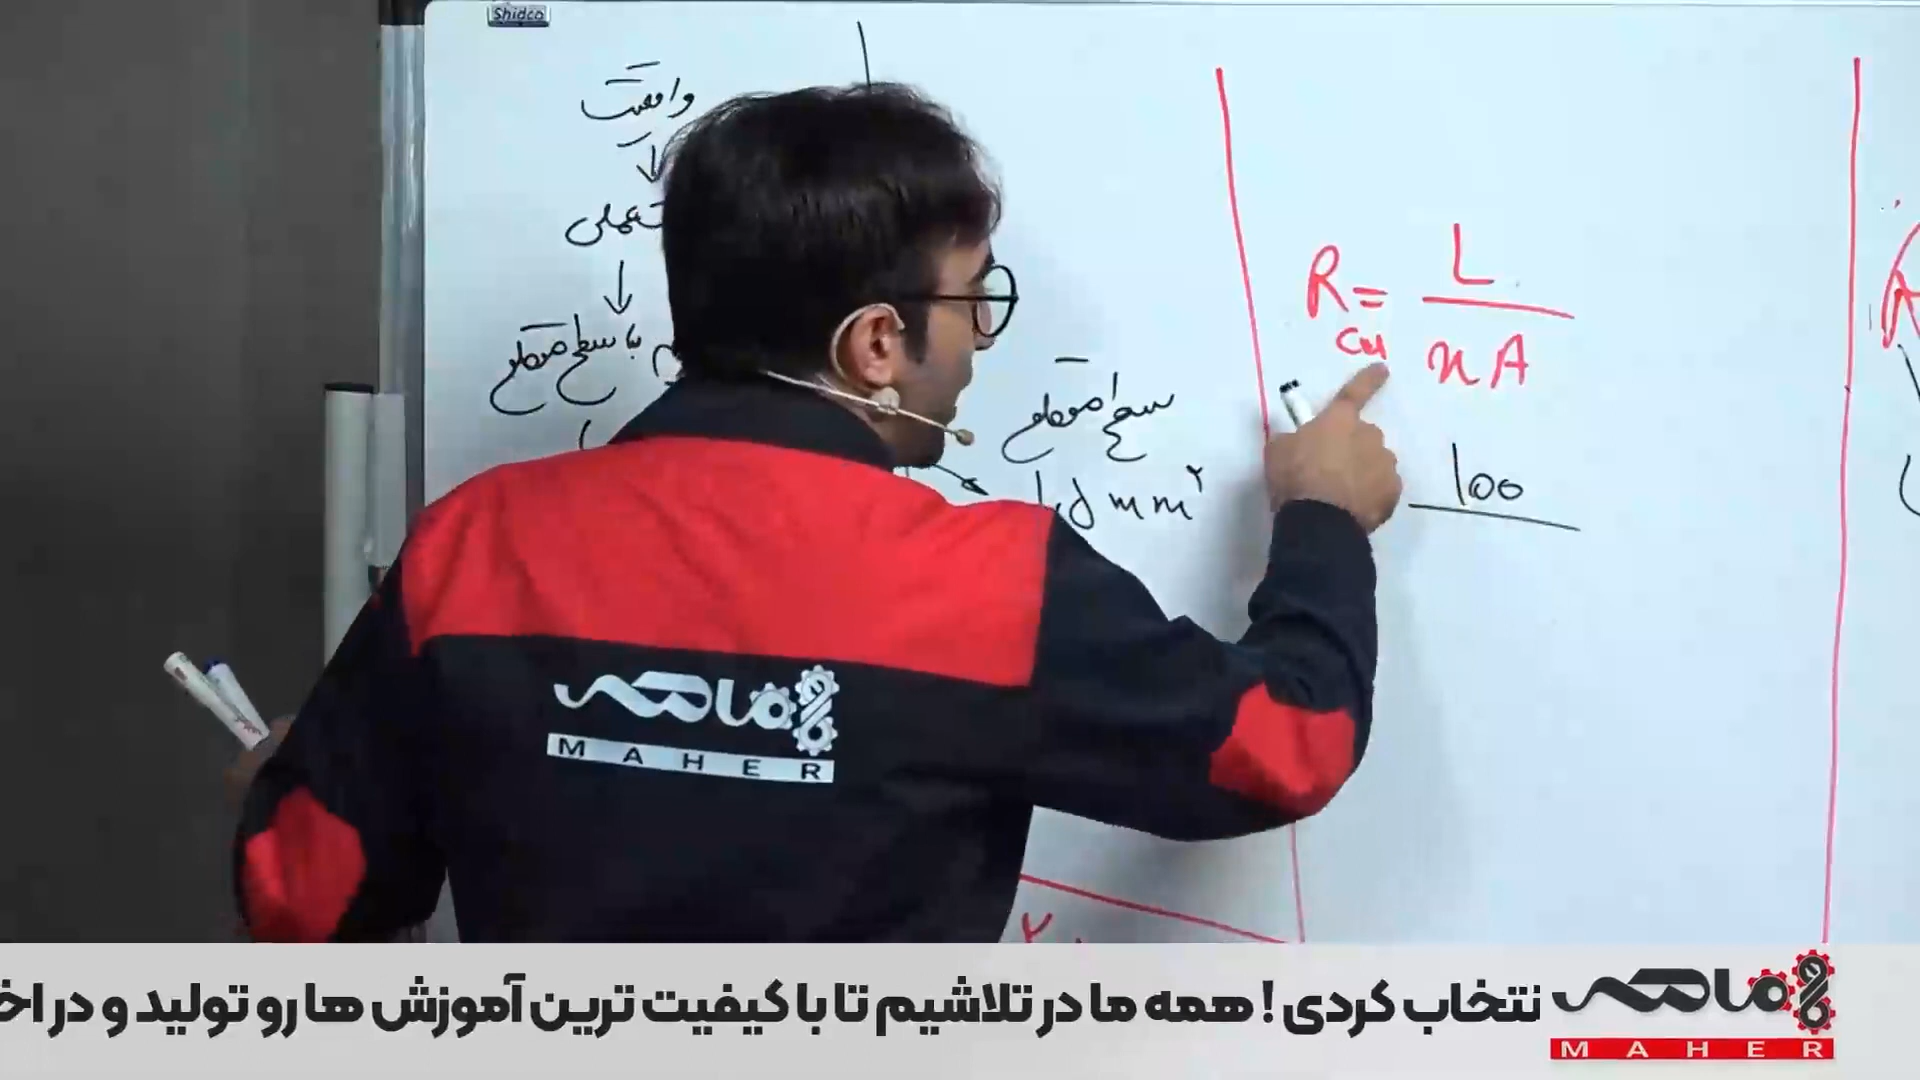 Shidco
واقعیت
عملی
با سطح مقطع
سطح مقطع
mm²
R = L
Cu
x A
100
ماهر
MAHER
نتخاب کردی ! همه ما در تلاشیم تا با کیفیت ترین آموزش ها رو تولید و در اخ
ماهر
MAHER